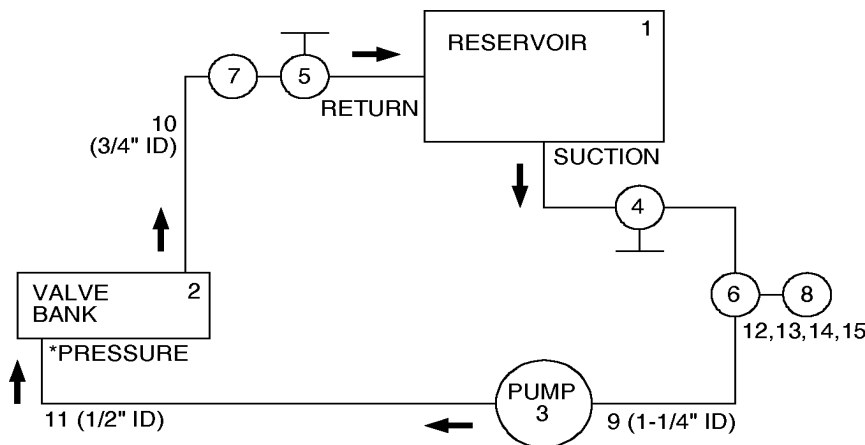 1
RESERVOIR
7
5
RETURN
10
(3/4" ID)
SUCTION
4
VALVE
BANK
2
6
8
12,13,14,15
*PRESSURE
PUMP
3
11 (1/2" ID)
9 (1-1/4" ID)